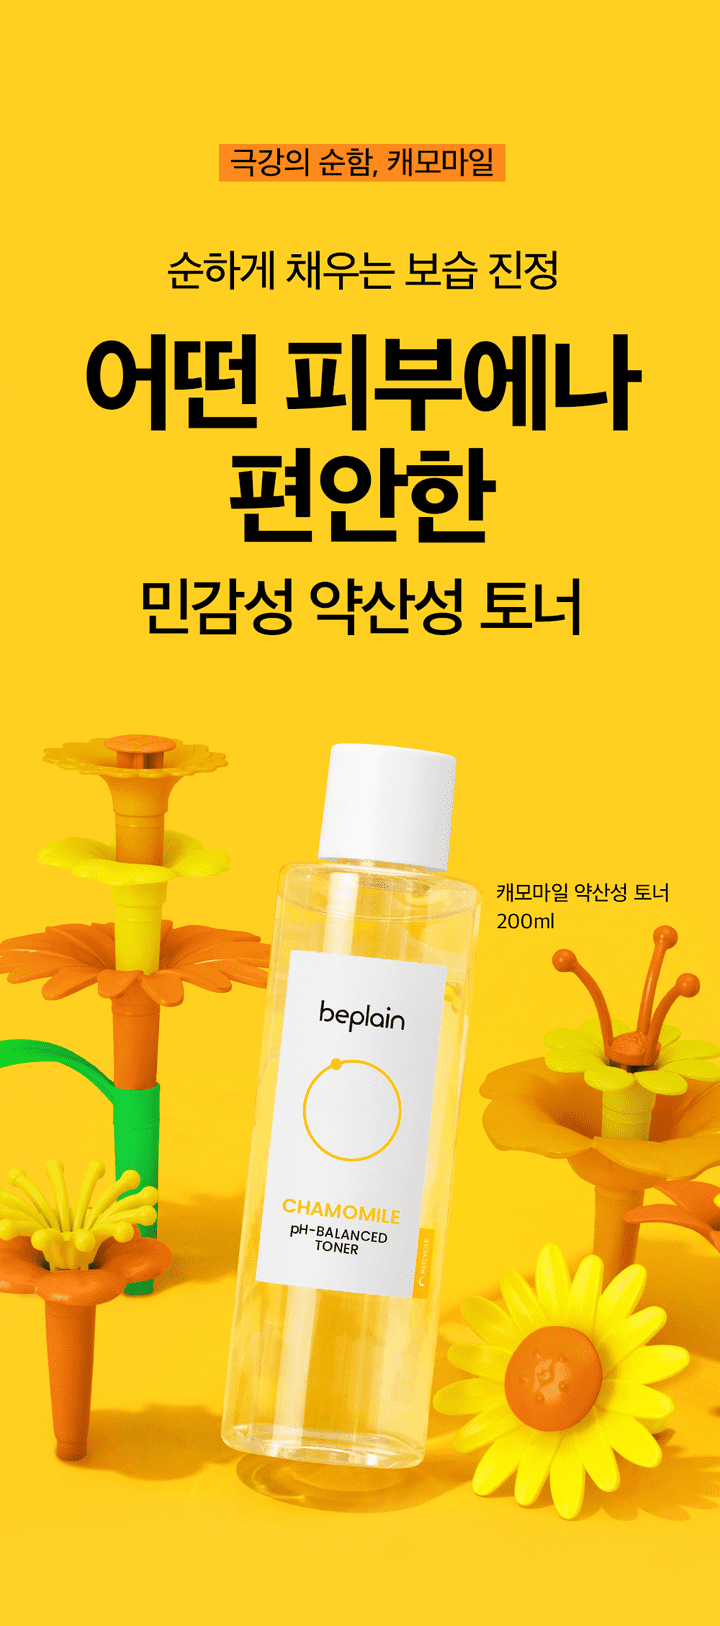 극강의 순함, 캐모마일
순하게 채우는 보습 진정
어떤 피부에나
편안한
민감성 약산성 토너
캐모마일 약산성 토너
200ml
beplain
CHAMOMILE
pH-BALANCED
TONER
RECYCLE